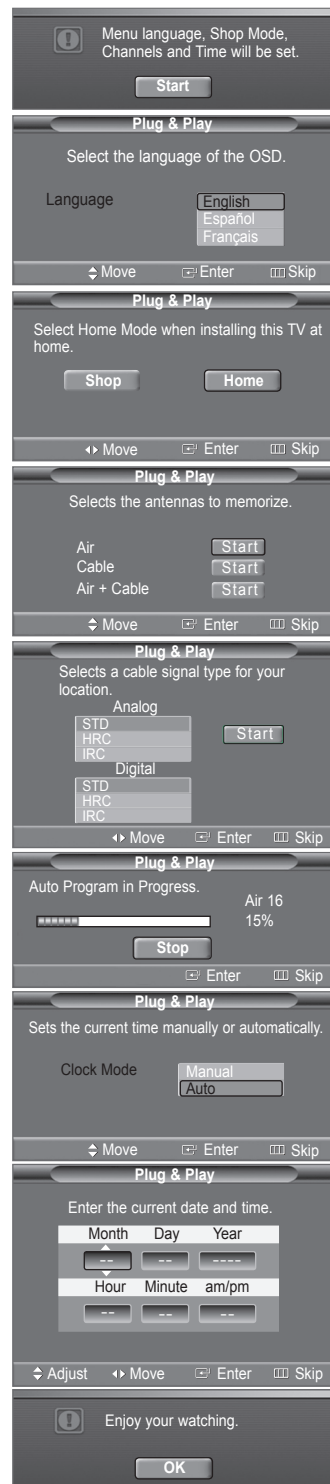 Menu language, Shop Mode,
Channels and Time will be set.
Start
Plug & Play
Select the language of the OSD.
Language
English
Español
Français
Move Enter Skip
Plug & Play
Select Home Mode when installing this TV at
home.
Shop Home
Move Enter Skip
Plug & Play
Selects the antennas to memorize.
Air Start
Cable Start
Air + Cable Start
Move Enter Skip
Plug & Play
Selects a cable signal type for your
location.
Analog
STD
HRC
IRC
Start
Digital
STD
HRC
IRC
Move Enter Skip
Plug & Play
Auto Program in Progress.
Air 16
15%
Stop
Enter Skip
Plug & Play
Sets the current time manually or automatically.
Clock Mode
Manual
Auto
Move Enter Skip
Plug & Play
Enter the current date and time.
Month Day Year
-- -- ----
Hour Minute am/pm
-- -- --
Adjust Move Enter Skip
Enjoy your watching.
OK